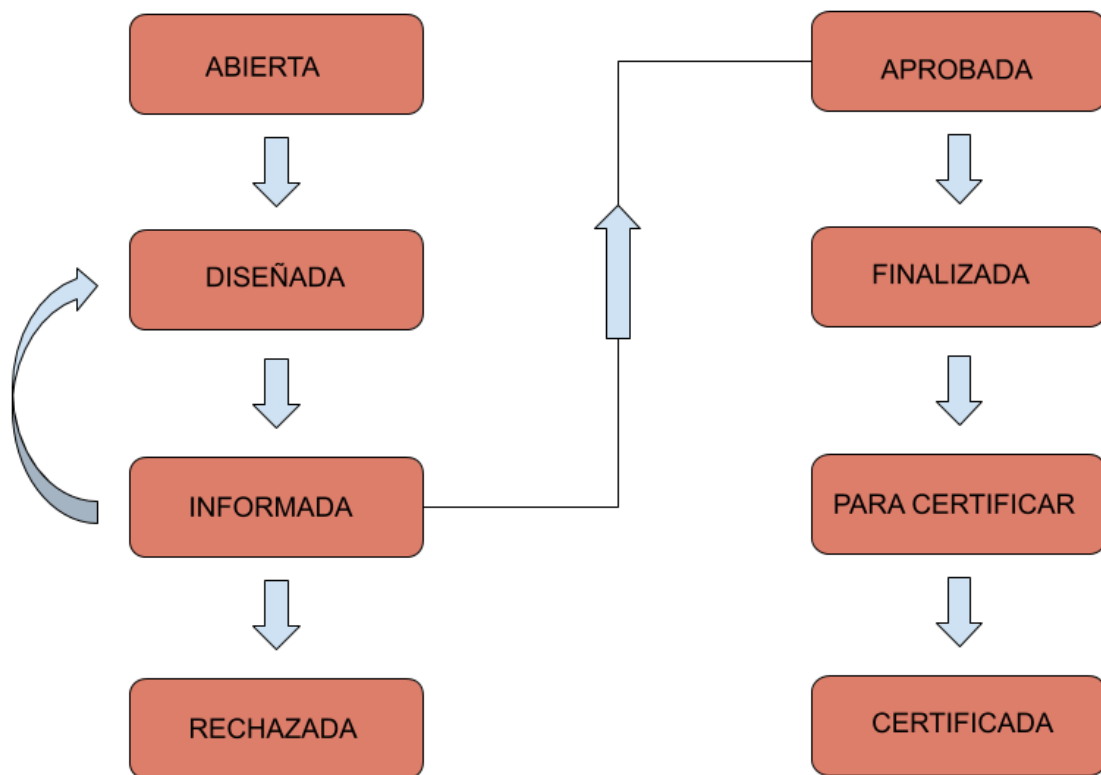 ABIERTA
DISEÑADA
INFORMADA
RECHAZADA
APROBADA
FINALIZADA
PARA CERTIFICAR
CERTIFICADA